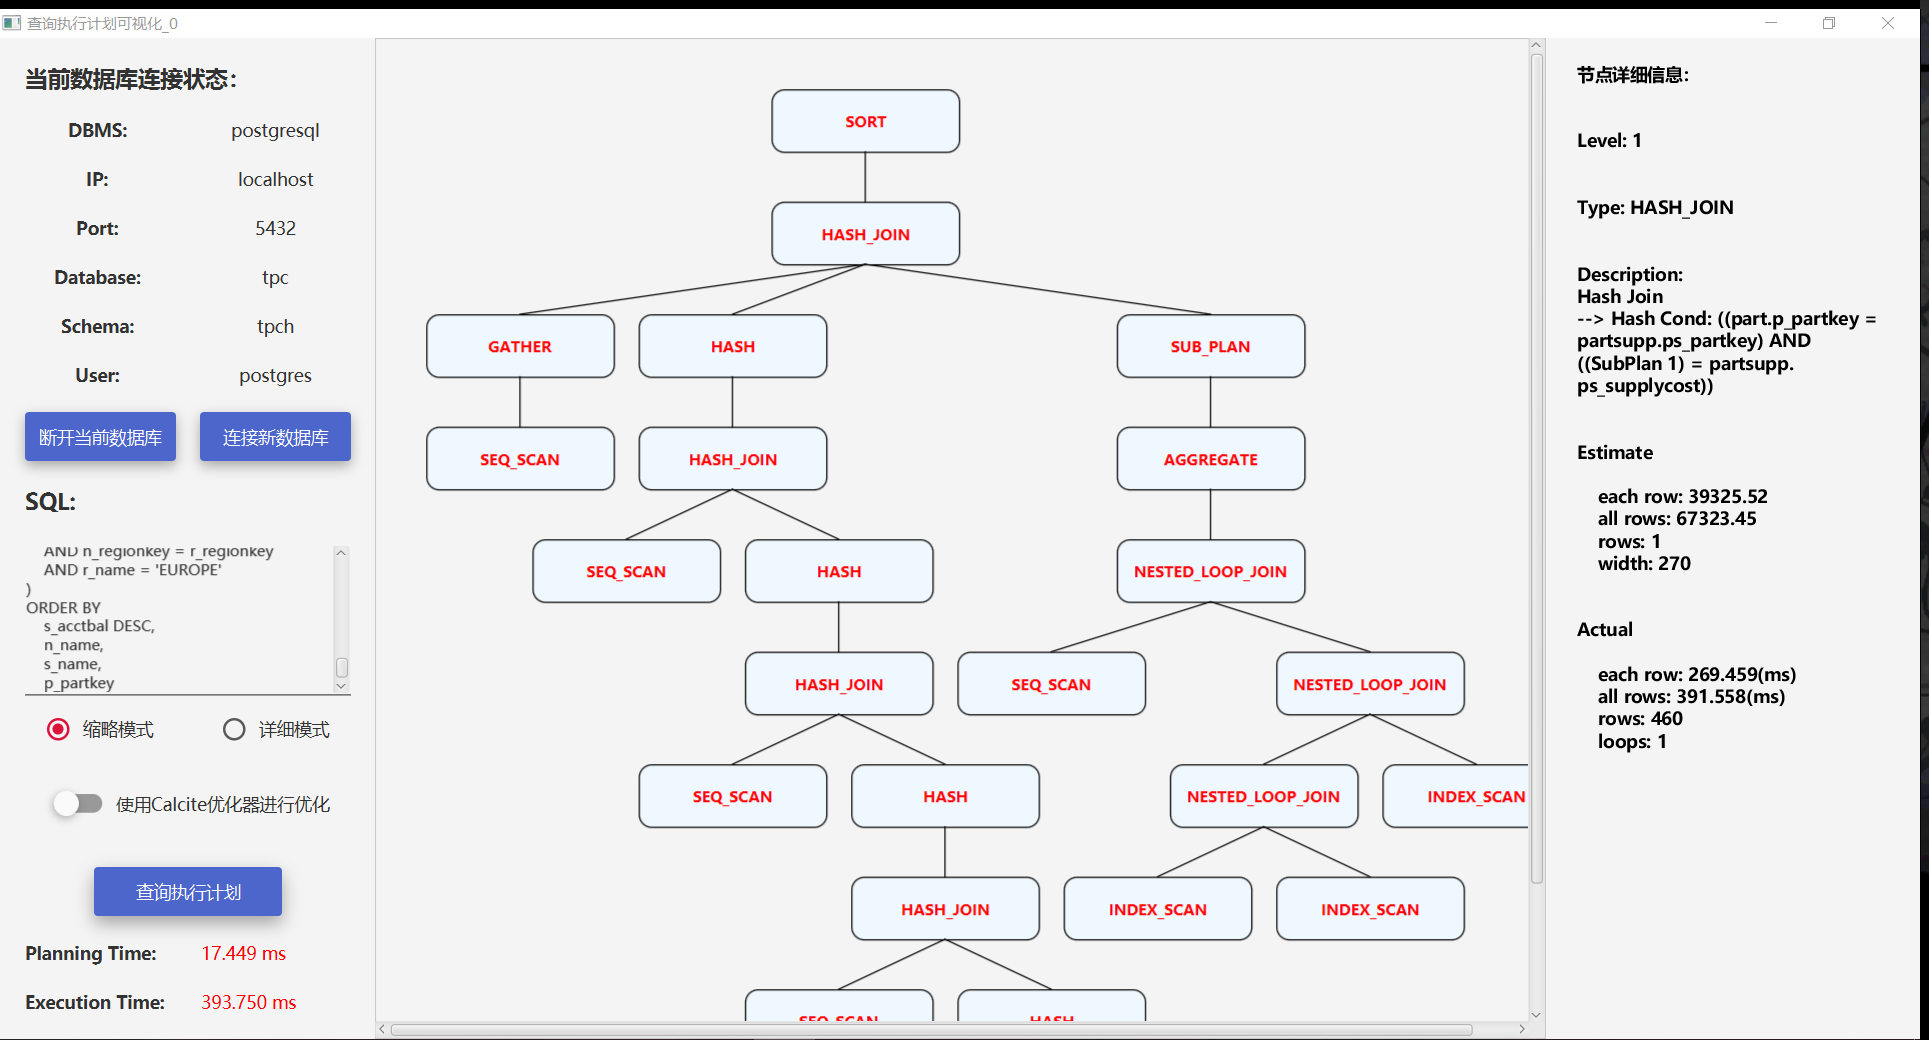 查询执行计划可视化_0
当前数据库连接状态：
DBMS: postgresql
IP: localhost
Port: 5432
Database: tpc
Schema: tpch
User: postgres
断开当前数据库 连接新数据库
SQL:
AND n_regionkey = r_regionkey
AND r_name = 'EUROPE'
)
ORDER BY
s_acctbal DESC,
n_name,
s_name,
p_partkey
缩略模式 详细模式
使用Calcite优化器进行优化
查询执行计划
Planning Time: 17.449 ms
Execution Time: 393.750 ms
SORT
HASH_JOIN
GATHER HASH SUB_PLAN
SEQ_SCAN HASH_JOIN AGGREGATE
SEQ_SCAN HASH NESTED_LOOP_JOIN
HASH_JOIN SEQ_SCAN NESTED_LOOP_JOIN
SEQ_SCAN HASH NESTED_LOOP_JOIN INDEX_SCAN
HASH_JOIN INDEX_SCAN INDEX_SCAN
SEQ_SCAN HASH
节点详细信息：
Level: 1
Type: HASH_JOIN
Description:
Hash Join
--> Hash Cond: ((part.p_partkey =
partsupp.ps_partkey) AND
((SubPlan 1) = partsupp.
ps_supplycost))
Estimate
each row: 39325.52
all rows: 67323.45
rows: 1
width: 270
Actual
each row: 269.459(ms)
all rows: 391.558(ms)
rows: 460
loops: 1